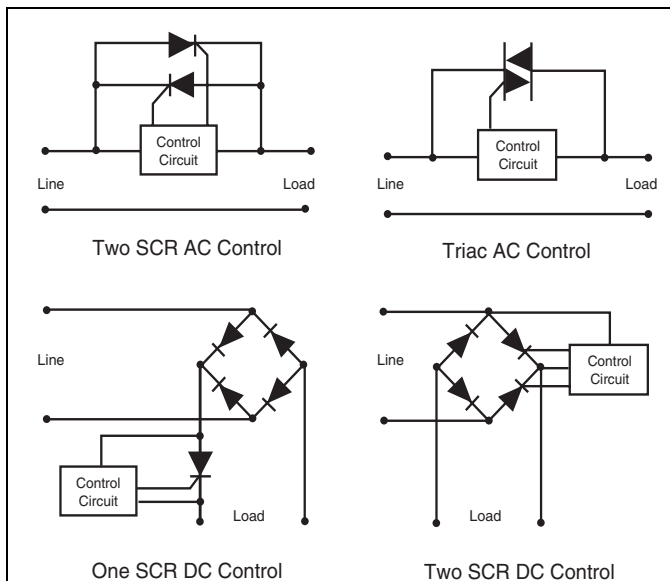 Control
Circuit
Line
Load
Two SCR AC Control
Control
Circuit
Line
Load
Triac AC Control
Line
Control
Circuit
Load
One SCR DC Control
Line
Control
Circuit
Load
Two SCR DC Control